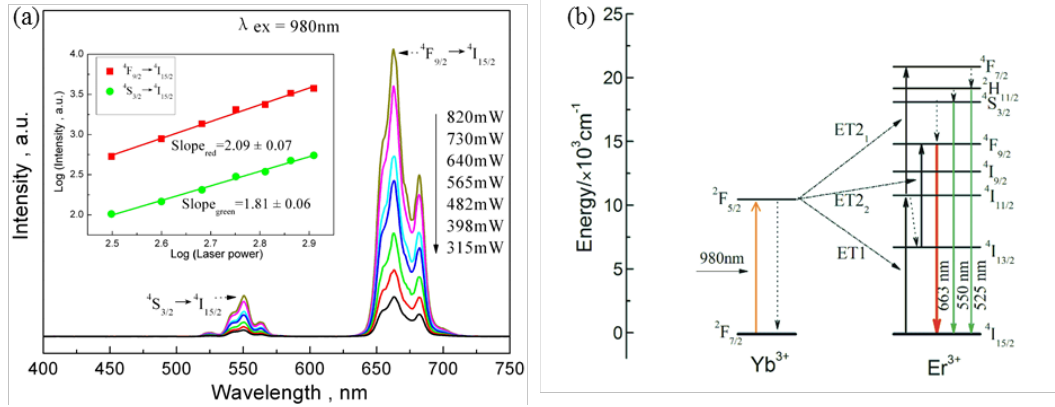 (a)
λ ex = 980nm
⁴F₉/₂→⁴I₁₅/₂
⁴S₃/₂→⁴I₁₅/₂
Slope_red=2.09 ± 0.07
Slope_green=1.81 ± 0.06
Log (Intensity , a.u.)
4.0
3.5
3.0
2.5
2.0
2.5 2.6 2.7 2.8 2.9
Log (Laser power)
⁴F₉/₂→⁴I₁₅/₂
820mW
730mW
640mW
565mW
482mW
398mW
315mW
⁴S₃/₂→⁴I₁₅/₂
Intensity , a.u.
400 450 500 550 600 650 700 750
Wavelength , nm
(b)
Energy/×10³cm⁻¹
25
20
15
10
5
0
⁴F₇/₂
²H₁₁/₂
⁴S₃/₂
⁴F₉/₂
⁴I₉/₂
⁴I₁₁/₂
⁴I₁₃/₂
⁴I₁₅/₂
ET2₁
ET2₂
ET1
²F₅/₂
980nm
²F₇/₂
663 nm
550 nm
525 nm
Yb³⁺
Er³⁺